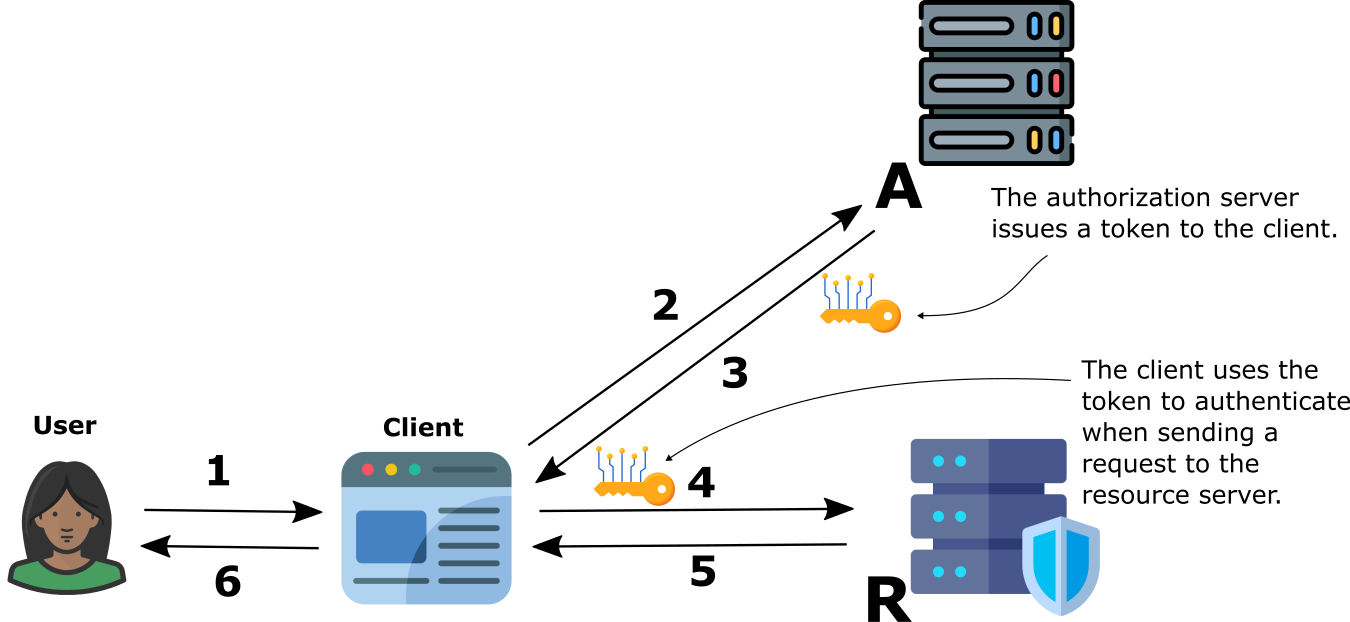 A
The authorization server
issues a token to the client.
2
3
The client uses the
token to authenticate
when sending a
request to the
resource server.
User
Client
1
4
6
5
R